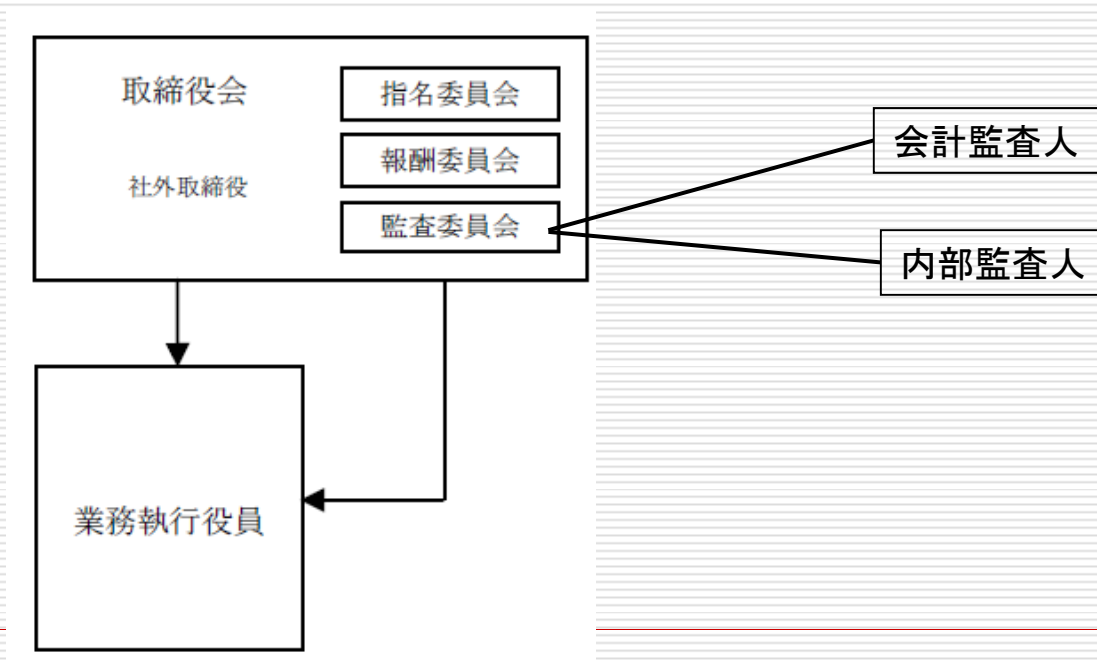 取締役会
社外取締役
指名委員会
報酬委員会
監査委員会
会計監査人
内部監査人
業務執行役員